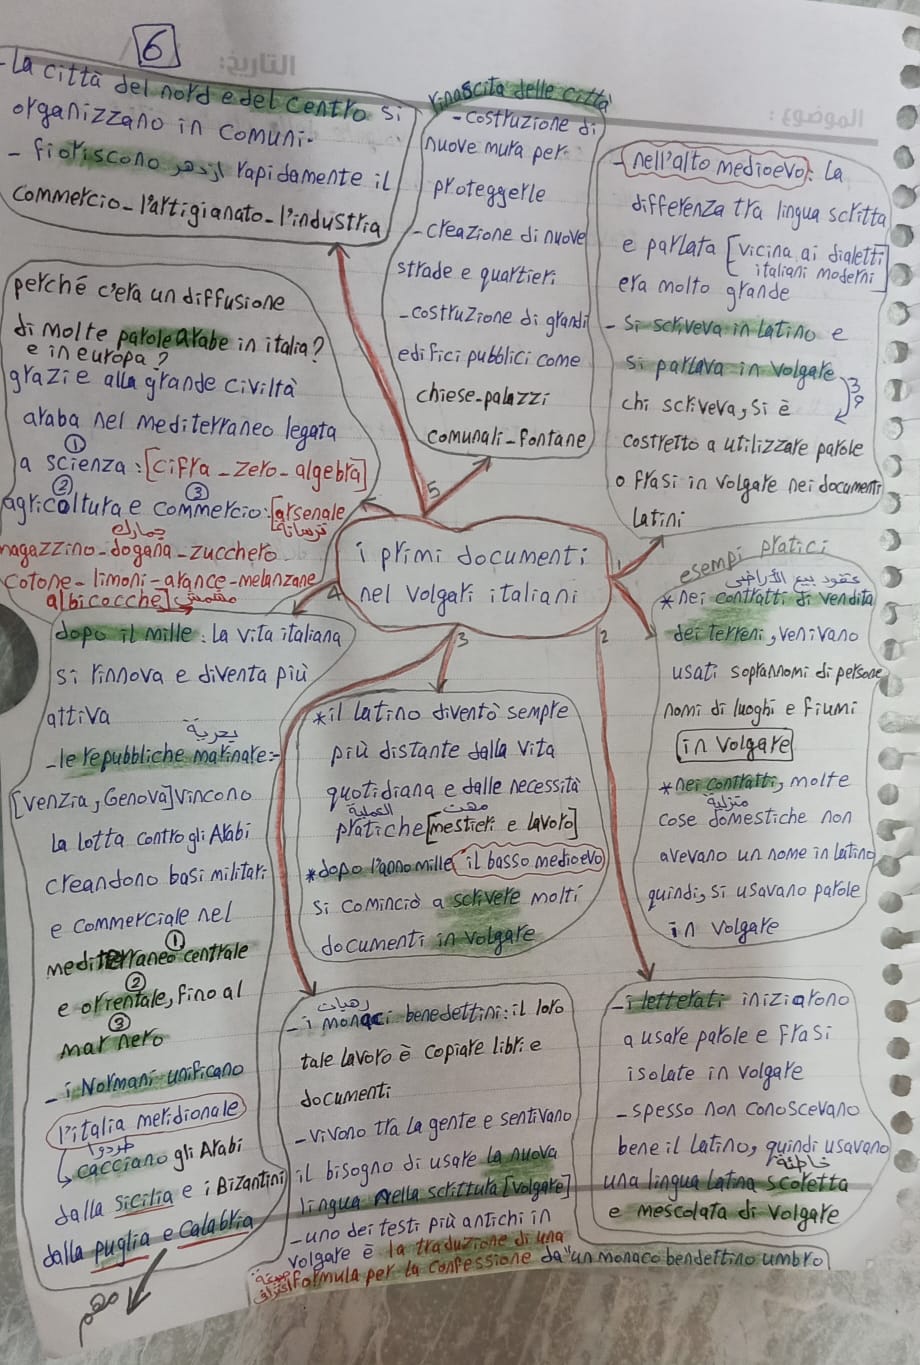 6
التاريخ:
الموضوع :
- La città del nord e del centro si
organizzano in comuni.
- fioriscono ازدهر rapidamente il
commercio - l'artigianato - l'industria
rinascita delle città
- costruzione di
nuove mura per
proteggerle
- creazione di nuove
strade e quartieri
- costruzione di grandi
edifici pubblici come
chiese - palazzi
comunali - fontane
- nell'alto medioevo: La
differenza tra lingua scritta
e parlata [vicina ai dialetti
italiani moderni]
era molto grande
- si scriveva in latino e
si parlava in volgare
chi scriveva, si è
costretto a utilizzare parole
o frasi in volgare nei documenti
latini
perché c'era un diffusione
di molte parole arabe in italia?
e in europa?
grazie alla grande civiltà
araba nel mediterraneo legata
①
a scienza: [cifra - zero - algebra]
② ③
agricoltura e commercio: [arsenale
ترسانة
جمارك
magazzino - dogana - zucchero
cotone - limoni - arance - melanzane
albicocche] مشمش
5
i primi documenti
nel volgari italiani
1
4
3
2
esempi pratici
عقود بيع الأراضي
* nei contratti di vendita
dei terreni, venivano
usati soprannomi di persone
nomi di luoghi e fiumi
in volgare
* nei contratti, molte
منزلية
cose domestiche non
avevano un nome in latino
quindi, si usavano parole
in volgare
dopo il mille: la vita italiana
si rinnova e diventa più
attiva
بحرية
- le repubbliche marinare:-
[venzia, Genova] vincono
la lotta contro gli Arabi
creandono basi militari
e commerciale nel
①
mediterraneo centrale
②
e orientale, fino al
③
mar nero
- i Normani unificano
l'italia meridionale
طردوا
cacciano gli Arabi
dalla sicilia e i Bizantini
dalla puglia e calabria
مهم
* il latino diventò sempre
più distante dalla vita
quotidiana e dalle necessità
العملية مهن
pratiche [mestieri e lavoro]
* dopo l'anno mille, il basso medioevo
si cominciò a scrivere molti
documenti in volgare
رهبان
- i monaci benedettini: il loro
tale lavoro è copiare libri e
documenti
- vivono tra la gente e sentivano
il bisogno di usare la nuova
lingua nella scrittura [volgare]
- uno dei testi più antichi in
volgare è la traduzione di una
formula per la confessione da "un monaco bendettino umbro
صيغة
اعتراف
- i letterati iniziarono
a usare parole e frasi
isolate in volgare
- spesso non conoscevano
bene il latino, quindi usavano
خاطئة
una lingua latina scoretta
e mescolata di volgare